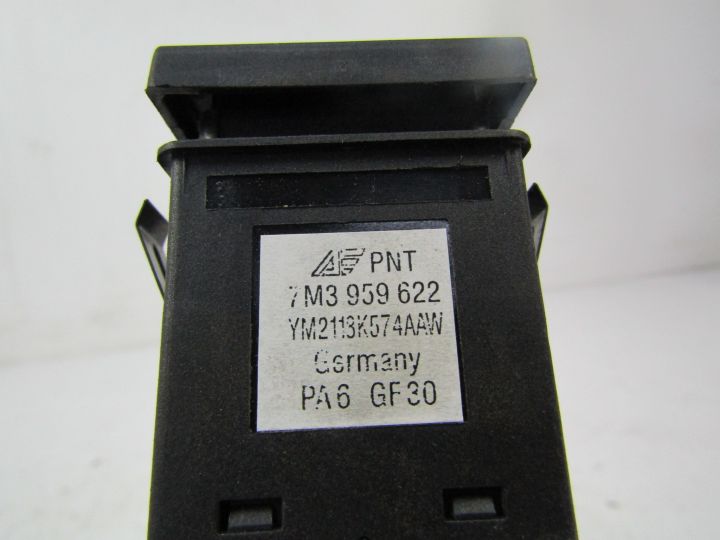 PNT
7M3 959 622
YM2113K574AAW
Germany
PA6 GF30